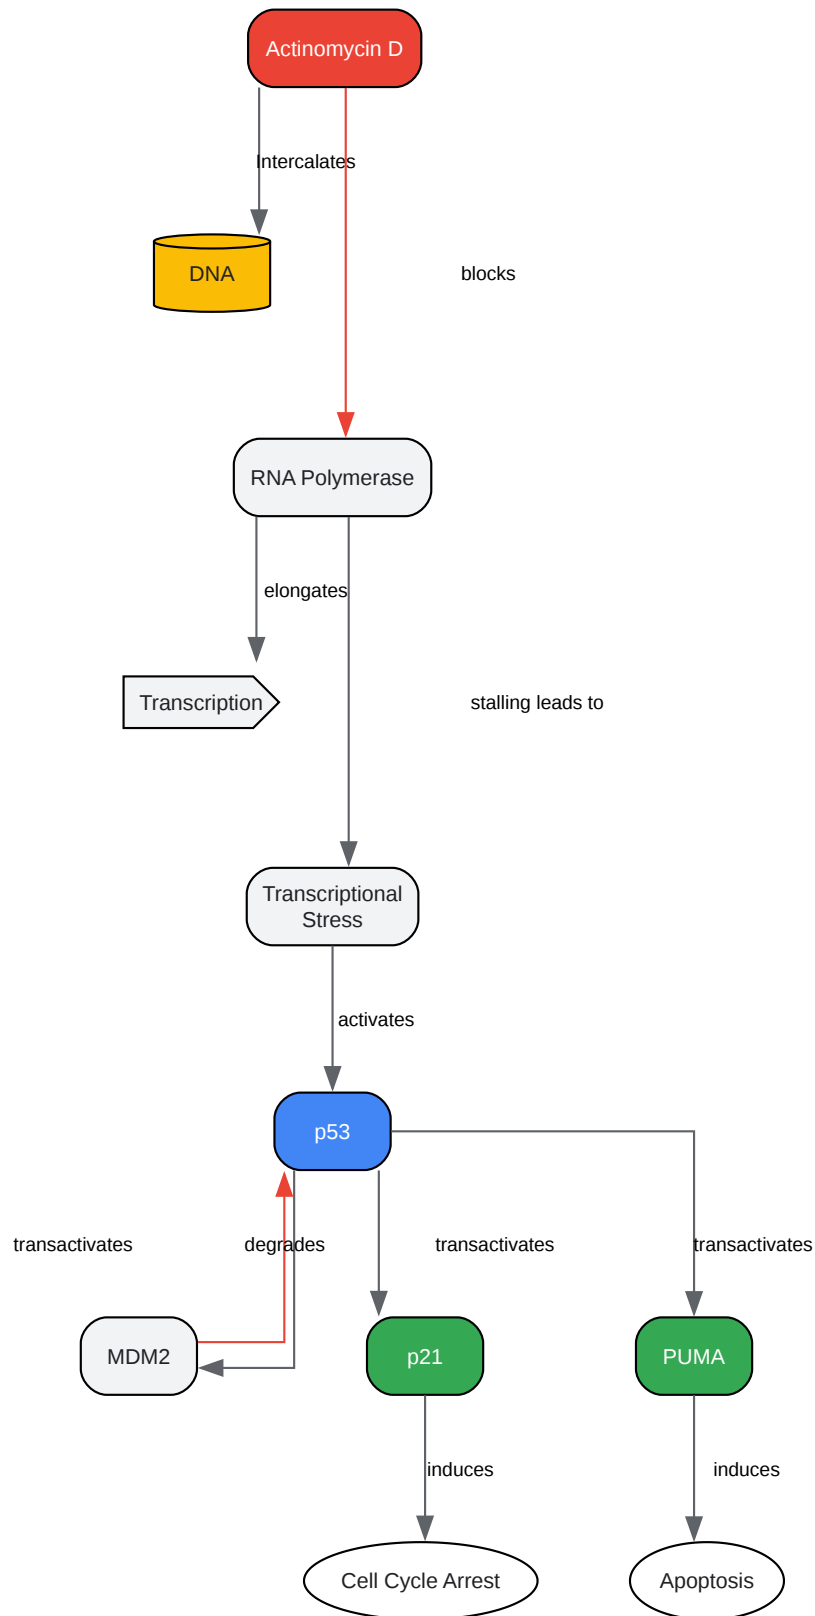 Actinomycin D
Intercalates
DNA
blocks
RNA Polymerase
elongates
Transcription
stalling leads to
Transcriptional
Stress
activates
p53
transactivates
degrades
transactivates
transactivates
MDM2
p21
PUMA
induces
induces
Cell Cycle Arrest
Apoptosis